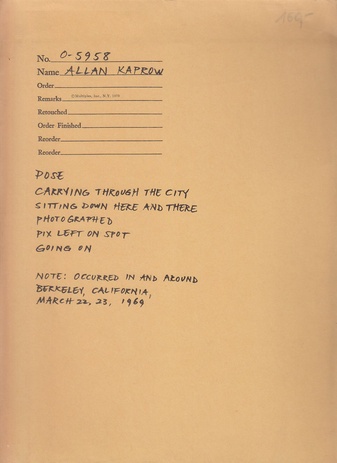 160,-
No. 0-5958
Name ALLAN KAPROW
Order
Remarks
Retouched
Order Finished
Reorder
Reorder
POSE
CARRYING THROUGH THE CITY
SITTING DOWN HERE AND THERE
PHOTOGRAPHED
PIX LEFT ON SPOT
GOING ON
NOTE: OCCURRED IN AND AROUND
BERKELEY, CALIFORNIA,
MARCH 22, 23, 1969